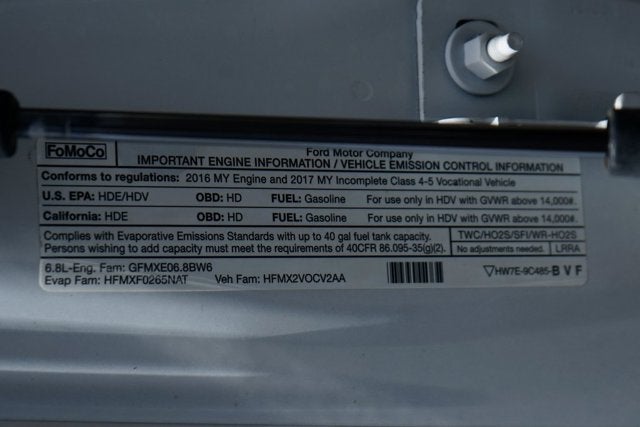 FoMoCo
Ford Motor Company
IMPORTANT ENGINE INFORMATION / VEHICLE EMISSION CONTROL INFORMATION
Conforms to regulations: 2016 MY Engine and 2017 MY Incomplete Class 4-5 Vocational Vehicle
U.S. EPA: HDE/HDV OBD: HD FUEL: Gasoline For use only in HDV with GVWR above 14,000#.
California: HDE OBD: HD FUEL: Gasoline For use only in HDV with GVWR above 14,000#.
Complies with Evaporative Emissions Standards with up to 40 gal fuel tank capacity. TWC/HO2S/SFI/WR-HO2S
Persons wishing to add capacity must meet the requirements of 40CFR 86.095-35(g)(2). No adjustments needed. LRRA
6.8L-Eng. Fam: GFMXE06.8BW6
Evap Fam: HFMXF0265NAT Veh Fam: HFMX2VOCV2AA ▽HW7E-9C485-B V F